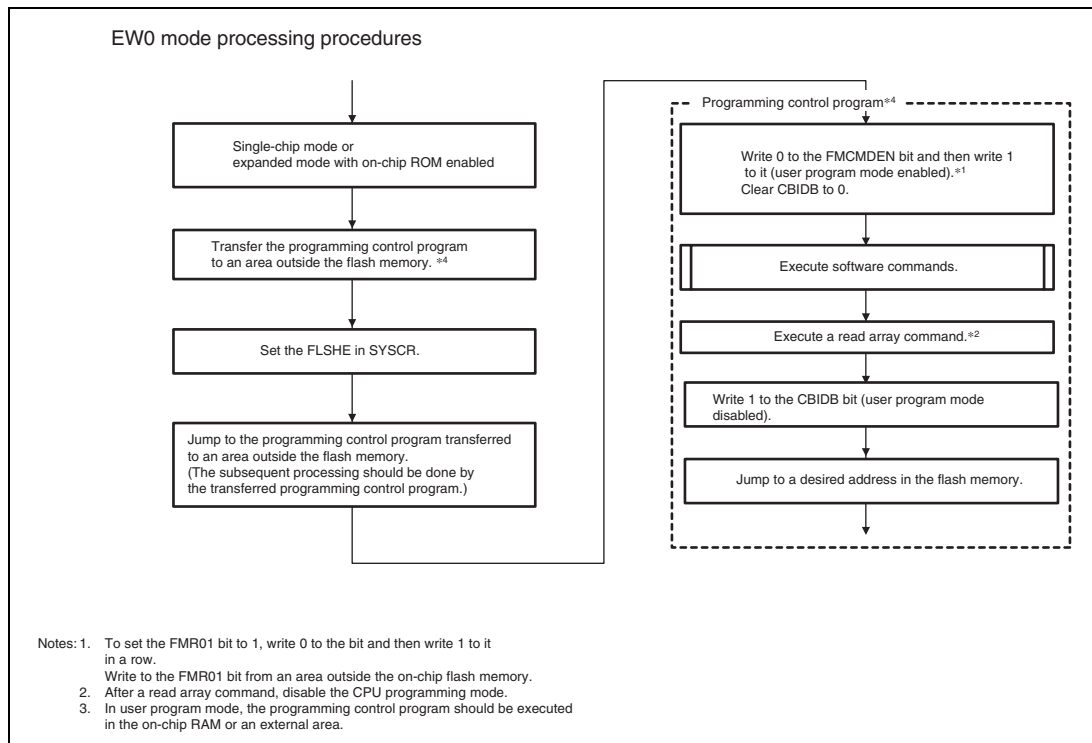 EW0 mode processing procedures
Single-chip mode or
expanded mode with on-chip ROM enabled
Transfer the programming control program
to an area outside the flash memory. *4
Set the FLSHE in SYSCR.
Jump to the programming control program transferred
to an area outside the flash memory.
(The subsequent processing should be done by
the transferred programming control program.)
Programming control program*4
Write 0 to the FMCMDEN bit and then write 1
to it (user program mode enabled).*1
Clear CBIDB to 0.
Execute software commands.
Execute a read array command.*2
Write 1 to the CBIDB bit (user program mode
disabled).
Jump to a desired address in the flash memory.
Notes: 1. To set the FMR01 bit to 1, write 0 to the bit and then write 1 to it
in a row.
Write to the FMR01 bit from an area outside the on-chip flash memory.
2. After a read array command, disable the CPU programming mode.
3. In user program mode, the programming control program should be executed
in the on-chip RAM or an external area.